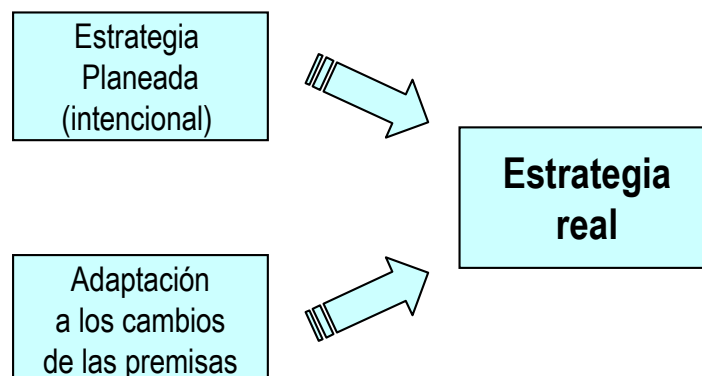 Estrategia
Planeada
(intencional)
Estrategia
real
Adaptación
a los cambios
de las premisas